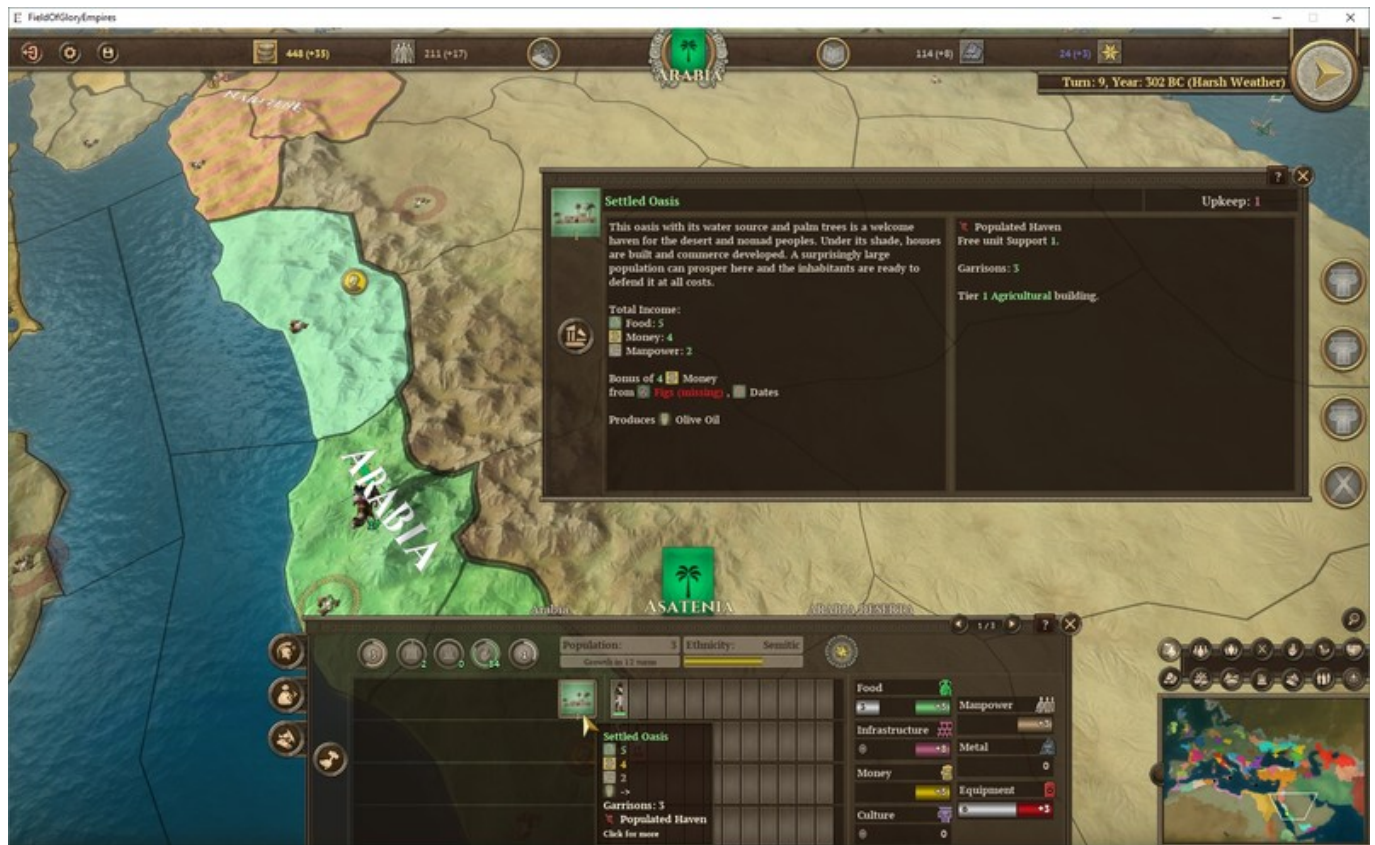 FieldOfGloryEmpires
448 (+35)
211 (+17)
ARABIA
114 (+8)
24 (+3)
Turn: 9, Year: 302 BC (Harsh Weather)
Settled Oasis
Upkeep: 1
This oasis with its water source and palm trees is a welcome
haven for the desert and nomad peoples. Under its shade, houses
are built and commerce developed. A surprisingly large
population can prosper here and the inhabitants are ready to
defend it at all costs.
Total Income:
Food: 5
Money: 4
Manpower: 2
Bonus of 4 Money
from Figs (missing) , Dates
Produces Olive Oil
Populated Haven
Free unit Support 1.
Garrisons: 3
Tier 1 Agricultural building.
ARABIA
Arabia
ASATENIA
ARABIA DESERTA
1/1
?
Population: 3
Growth in 12 turns
Ethnicity: Semitic
Food
Manpower
Infrastructure
Metal
0
Money
Equipment
+3
Culture
0
Settled Oasis
5
4
2
->
Garrisons: 3
Populated Haven
Click for more